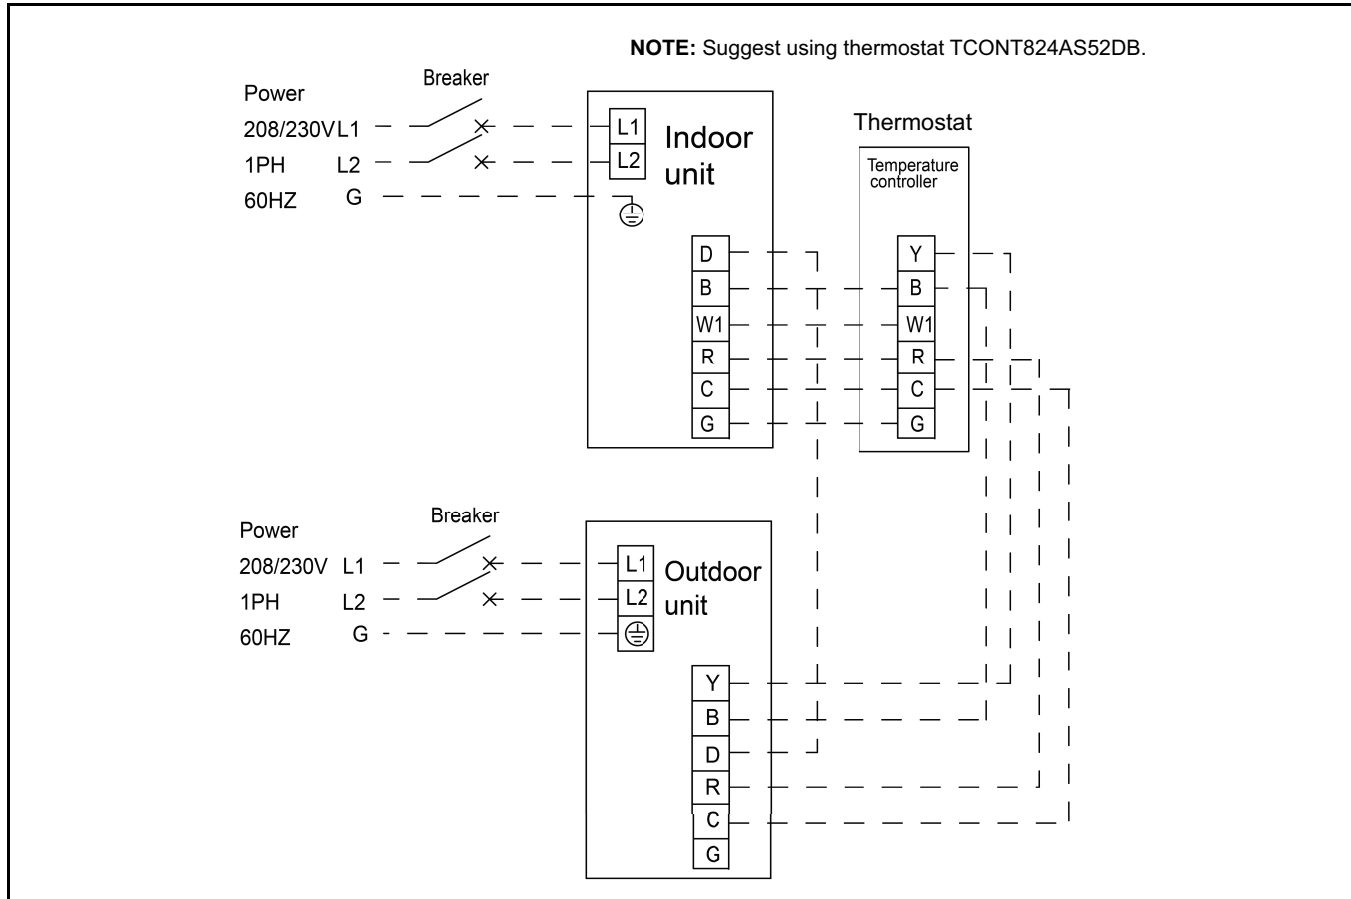 NOTE: Suggest using thermostat TCONT824AS52DB.
Power
Breaker
208/230V L1
1PH L2
60HZ G
L1
L2
Indoor
unit
D
B
W1
R
C
G
Thermostat
Temperature
controller
Y
B
W1
R
C
G
Power
Breaker
208/230V L1
1PH L2
60HZ G
L1
L2
Outdoor
unit
Y
B
D
R
C
G